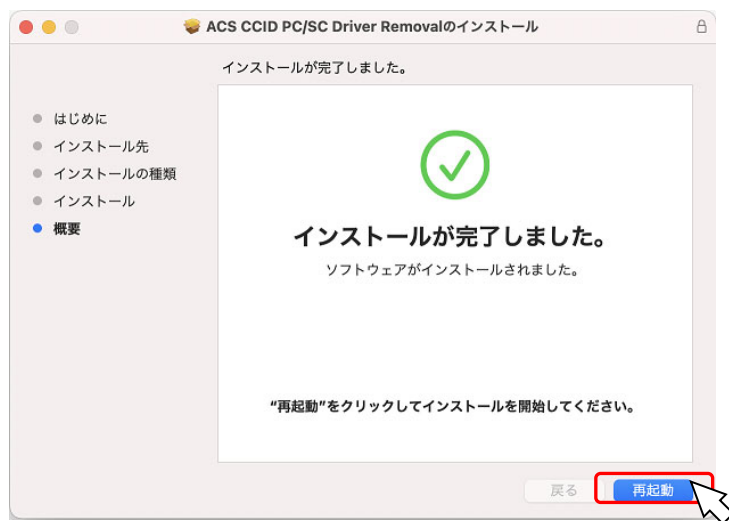 ACS CCID PC/SC Driver Removalのインストール
インストールが完了しました。
はじめに
インストール先
インストールの種類
インストール
概要
インストールが完了しました。
ソフトウェアがインストールされました。
“再起動”をクリックしてインストールを開始してください。
戻る
再起動